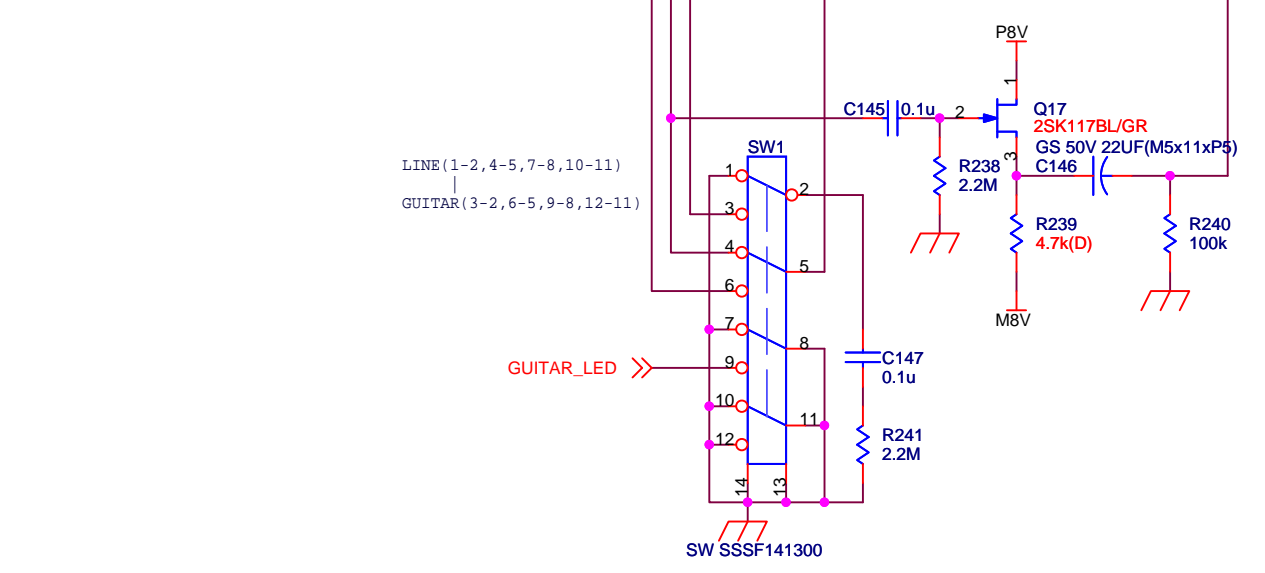 P8V
1
C145
0.1u
2
Q17
2SK117BL/GR
GS 50V 22UF(M5x11xP5)
3
C146
SW1
LINE(1-2,4-5,7-8,10-11)
|
GUITAR(3-2,6-5,9-8,12-11)
1
2
3
4
5
6
7
8
9
10
11
12
14
13
R238
2.2M
R239
4.7k(D)
R240
100k
M8V
GUITAR_LED
C147
0.1u
R241
2.2M
SW SSSF141300